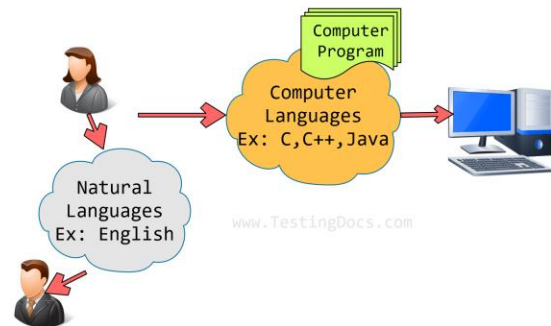 Computer
Program
Computer
Languages
Ex: C,C++,Java
Natural
Languages
Ex: English
www.TestingDocs.com